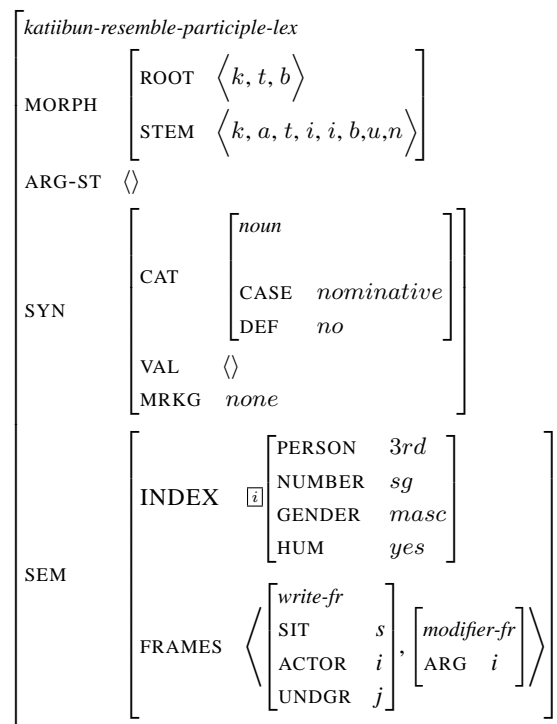 katiibun-resemble-participle-lex
MORPH
ROOT ⟨k, t, b⟩
STEM ⟨k, a, t, i, i, b,u,n⟩
ARG-ST ⟨⟩
SYN
CAT
noun
CASE nominative
DEF no
VAL ⟨⟩
MRKG none
SEM
INDEX i
PERSON 3rd
NUMBER sg
GENDER masc
HUM yes
FRAMES
write-fr
SIT s
ACTOR i
UNDGR j
,
modifier-fr
ARG i